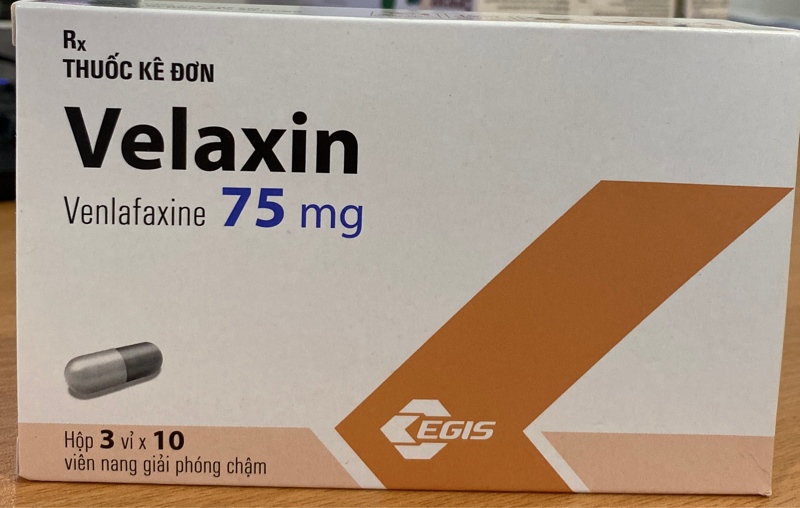 Rx
THUỐC KÊ ĐƠN
Velaxin
Venlafaxine 75 mg
EGIS
Hộp 3 vỉ x 10
viên nang giải phóng chậm